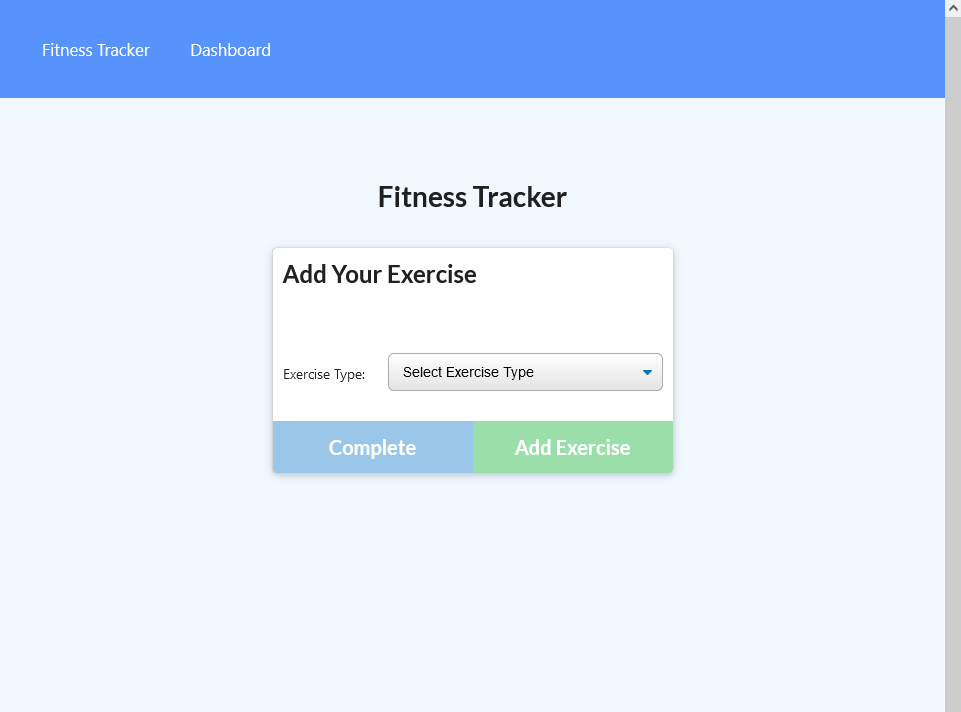 Fitness Tracker Dashboard
Fitness Tracker
Add Your Exercise
Exercise Type: Select Exercise Type
Complete Add Exercise